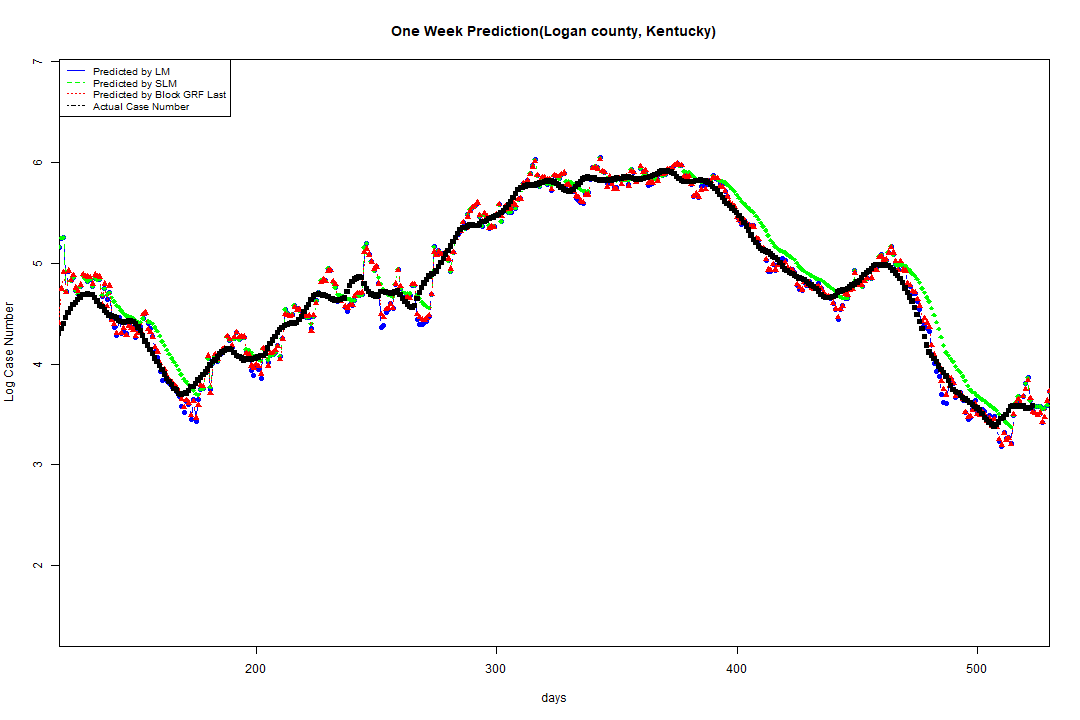 One Week Prediction(Logan county, Kentucky)
Predicted by LM
Predicted by SLM
Predicted by Block GRF Last
Actual Case Number
7
6
5
4
3
2
Log Case Number
200 300 400 500
days